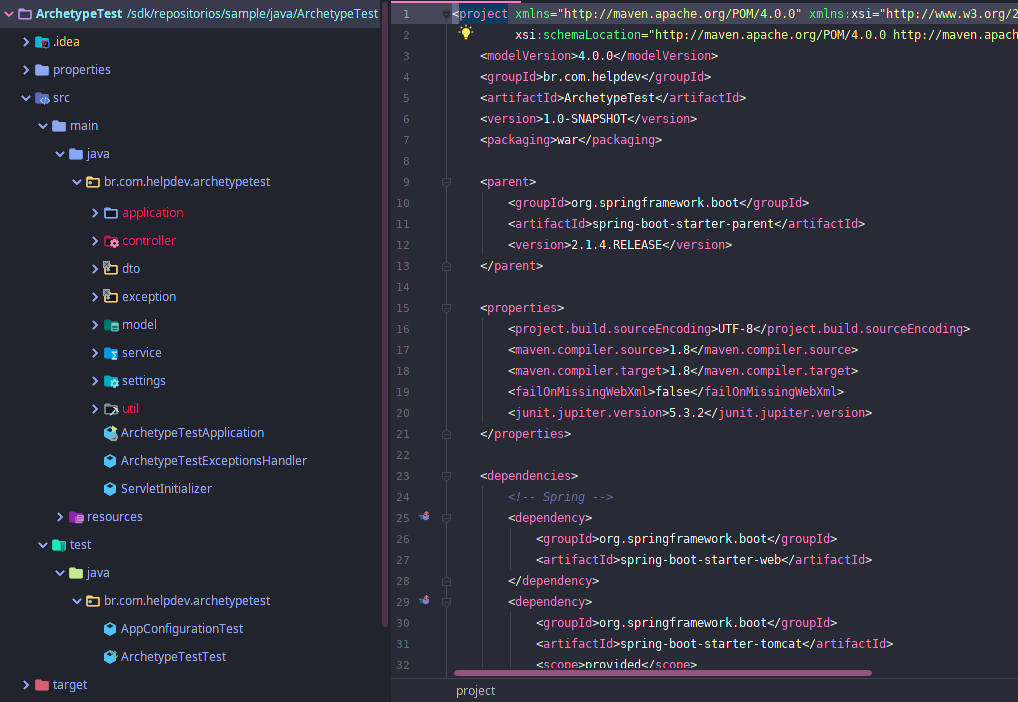 ArchetypeTest /sdk/repositorios/sample/java/ArchetypeTest
.idea
properties
src
main
java
br.com.helpdev.archetypetest
application
controller
dto
exception
model
service
settings
util
ArchetypeTestApplication
ArchetypeTestExceptionsHandler
ServletInitializer
resources
test
java
br.com.helpdev.archetypetest
AppConfigurationTest
ArchetypeTestTest
target
1 <project xmlns="http://maven.apache.org/POM/4.0.0" xmlns:xsi="http://www.w3.org/2
2 xsi:schemaLocation="http://maven.apache.org/POM/4.0.0 http://maven.apach
3 <modelVersion>4.0.0</modelVersion>
4 <groupId>br.com.helpdev</groupId>
5 <artifactId>ArchetypeTest</artifactId>
6 <version>1.0-SNAPSHOT</version>
7 <packaging>war</packaging>
8
9 <parent>
10 <groupId>org.springframework.boot</groupId>
11 <artifactId>spring-boot-starter-parent</artifactId>
12 <version>2.1.4.RELEASE</version>
13 </parent>
14
15 <properties>
16 <project.build.sourceEncoding>UTF-8</project.build.sourceEncoding>
17 <maven.compiler.source>1.8</maven.compiler.source>
18 <maven.compiler.target>1.8</maven.compiler.target>
19 <failOnMissingWebXml>false</failOnMissingWebXml>
20 <junit.jupiter.version>5.3.2</junit.jupiter.version>
21 </properties>
22
23 <dependencies>
24 <!-- Spring -->
25 <dependency>
26 <groupId>org.springframework.boot</groupId>
27 <artifactId>spring-boot-starter-web</artifactId>
28 </dependency>
29 <dependency>
30 <groupId>org.springframework.boot</groupId>
31 <artifactId>spring-boot-starter-tomcat</artifactId>
32 <scope>provided</scope>
project